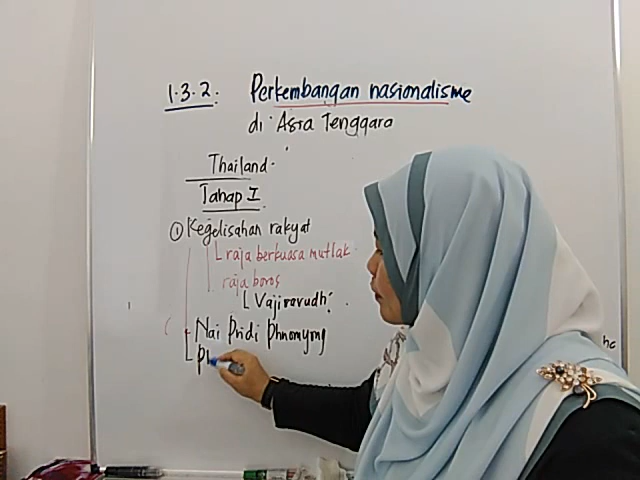 1.3.2: Perkembangan nasionalisme
di Asia Tenggara
Thailand.
Tahap I
① Kegelisahan rakyat
raja berkuasa mutlak.
raja boros
Vajiravudh.
Nai Pridi Phnomyong